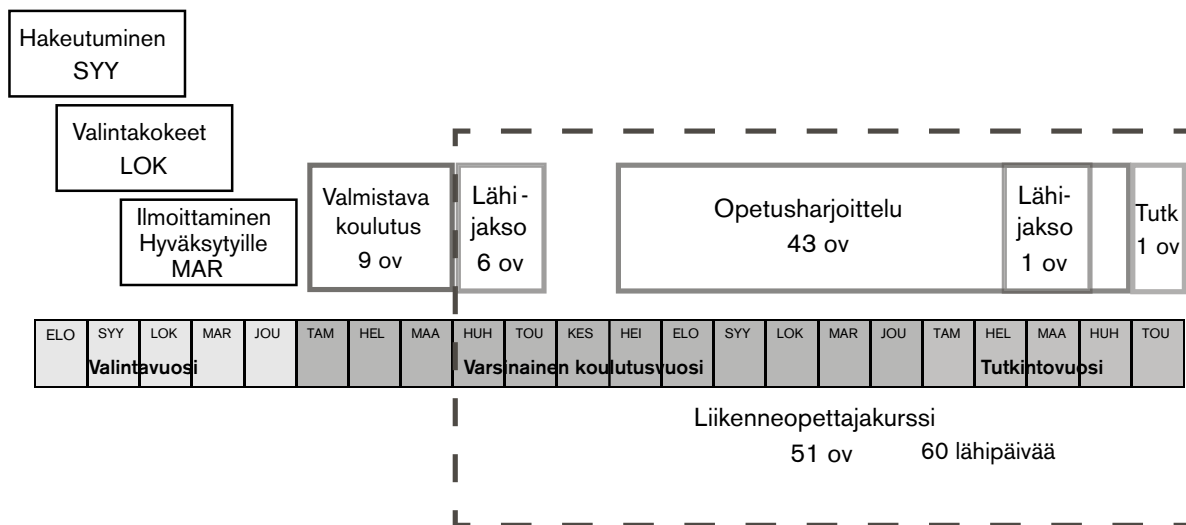 Hakeutuminen
SYY
Valintakokeet
LOK
Ilmoittaminen
Hyväksytyille
MAR
Valmistava
koulutus
9 ov
Lähi-
jakso
6 ov
Opetusharjoittelu
43 ov
Lähi-
jakso
1 ov
Tutk
1 ov
ELO SYY LOK MAR JOU TAM HEL MAA HUH TOU KES HEI ELO SYY LOK MAR JOU TAM HEL MAA HUH TOU
Valintavuosi Varsinainen koulutusvuosi Tutkintovuosi
Liikenneopettajakurssi
51 ov 60 lähipäivää